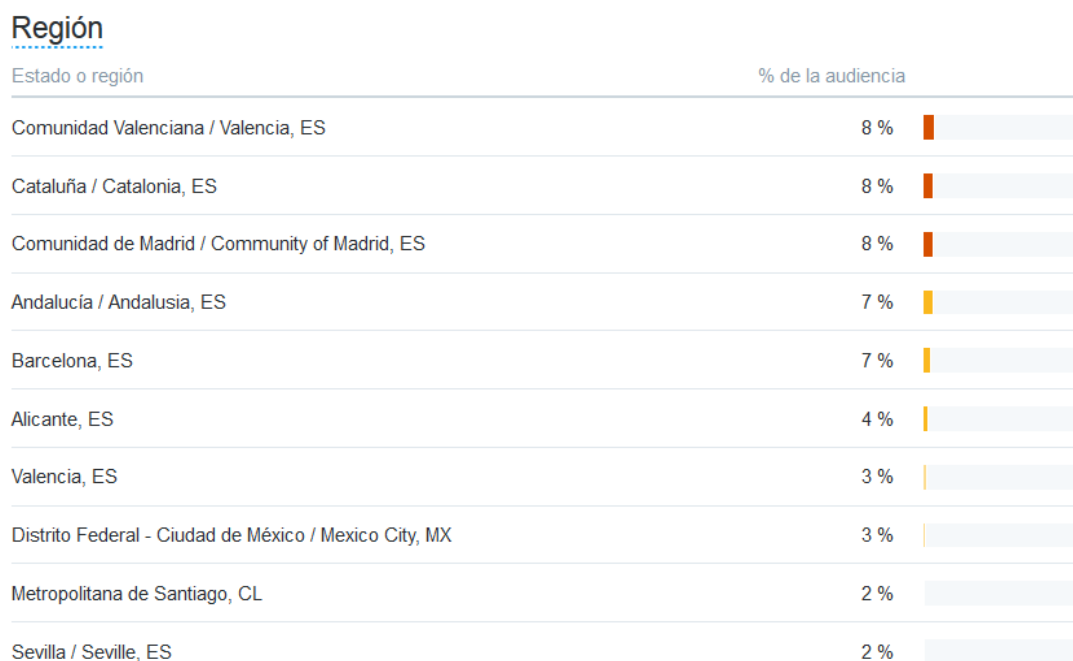 Región
Estado o región % de la audiencia
Comunidad Valenciana / Valencia, ES 8 %
Cataluña / Catalonia, ES 8 %
Comunidad de Madrid / Community of Madrid, ES 8 %
Andalucía / Andalusia, ES 7 %
Barcelona, ES 7 %
Alicante, ES 4 %
Valencia, ES 3 %
Distrito Federal - Ciudad de México / Mexico City, MX 3 %
Metropolitana de Santiago, CL 2 %
Sevilla / Seville, ES 2 %